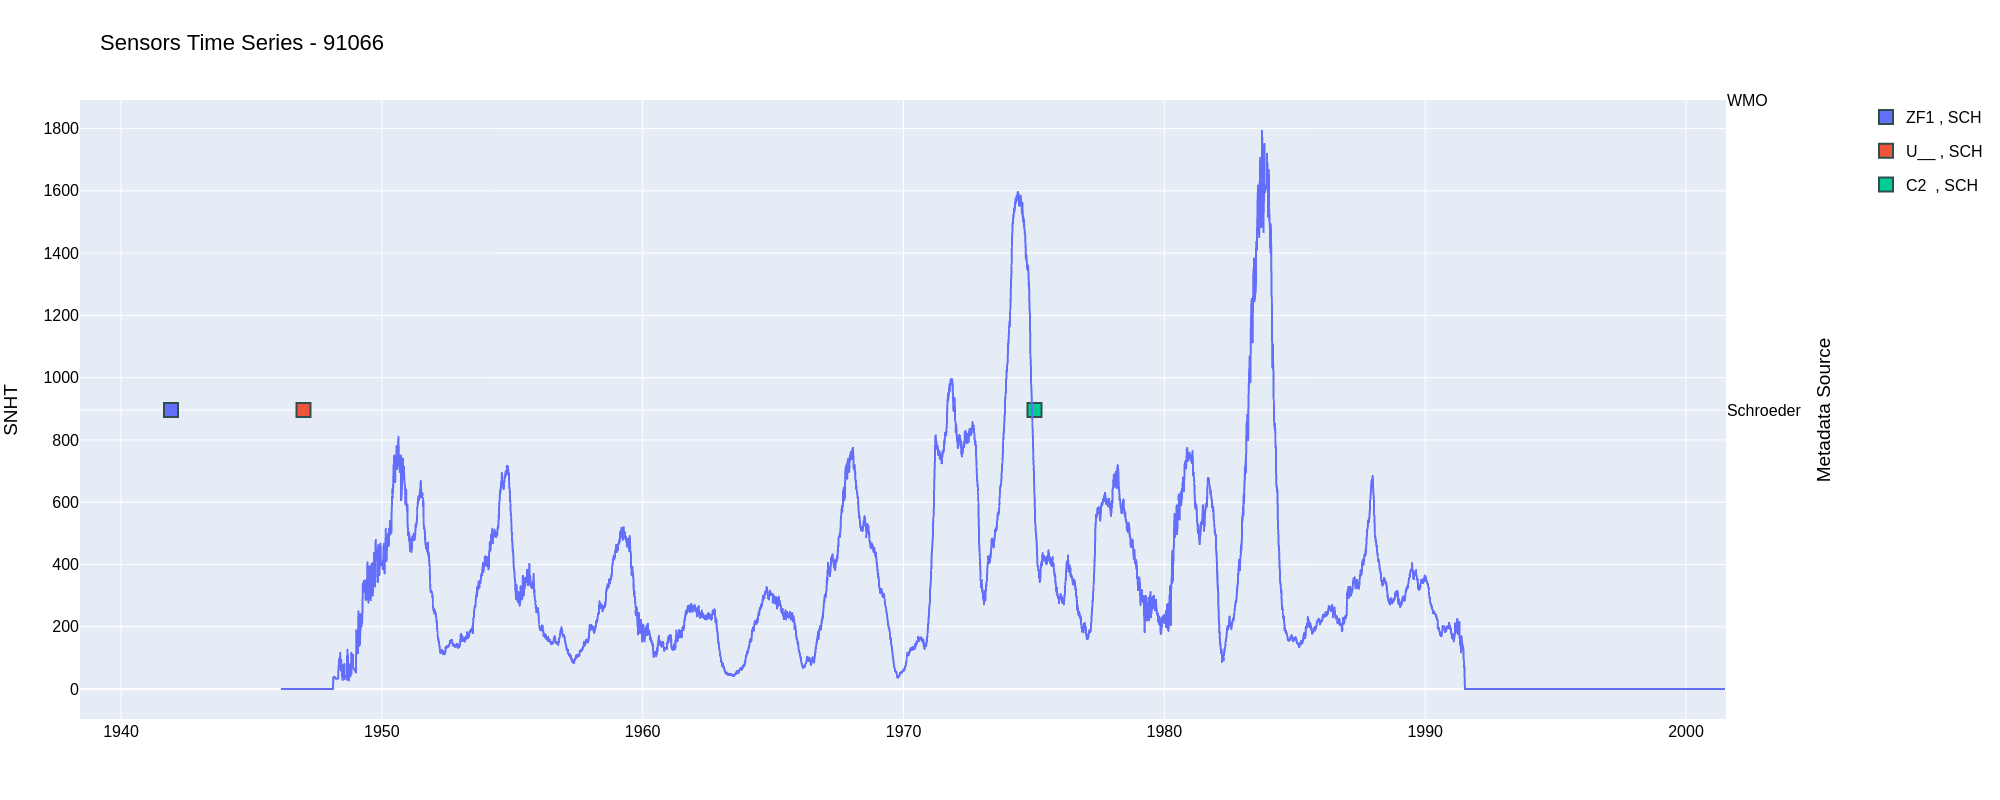 Sensors Time Series - 91066
WMO
ZF1 , SCH
U__ , SCH
C2  , SCH
1800
1600
1400
1200
1000
800
600
400
200
0
SNHT
Schroeder
Metadata Source
1940 1950 1960 1970 1980 1990 2000